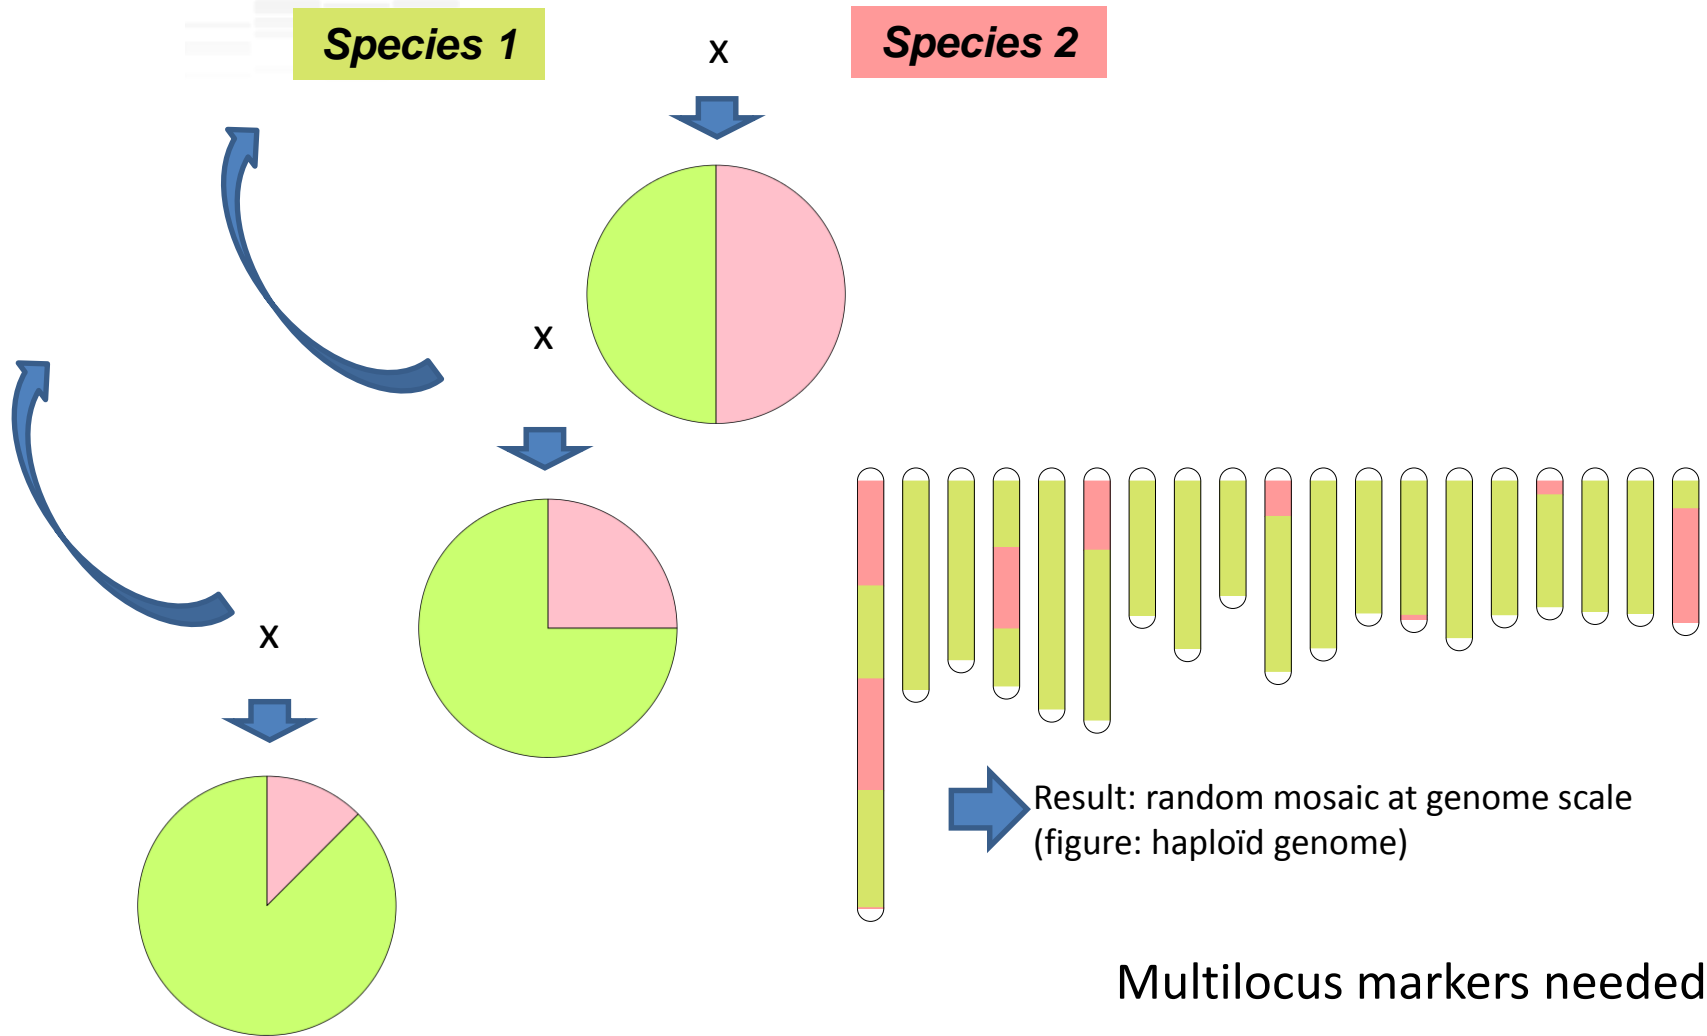 Species 1 x Species 2
x
x
Result: random mosaic at genome scale
(figure: haploïd genome)
Multilocus markers needed